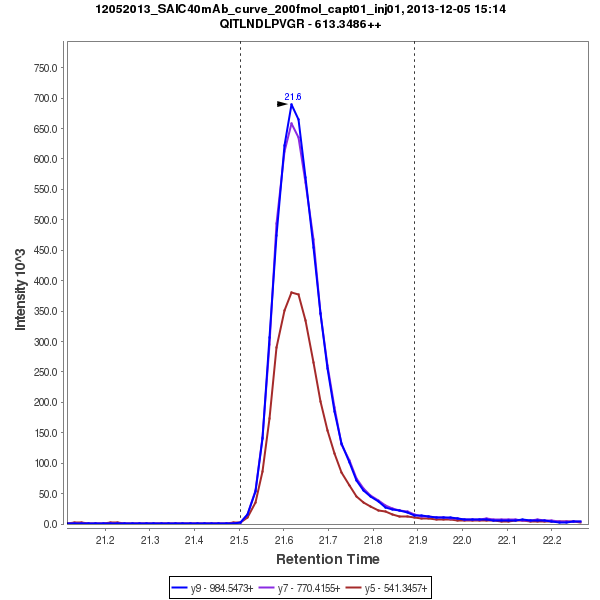 12052013_SAIC40mAb_curve_200fmol_capt01_inj01, 2013-12-05 15:14
QITLNDLPVGR - 613.3486++
21.6
750.0
700.0
650.0
600.0
550.0
500.0
450.0
400.0
350.0
300.0
250.0
200.0
150.0
100.0
50.0
0.0
Intensity 10^3
21.2 21.3 21.4 21.5 21.6 21.7 21.8 21.9 22.0 22.1 22.2
Retention Time
y9 - 984.5473+ y7 - 770.4155+ y5 - 541.3457+